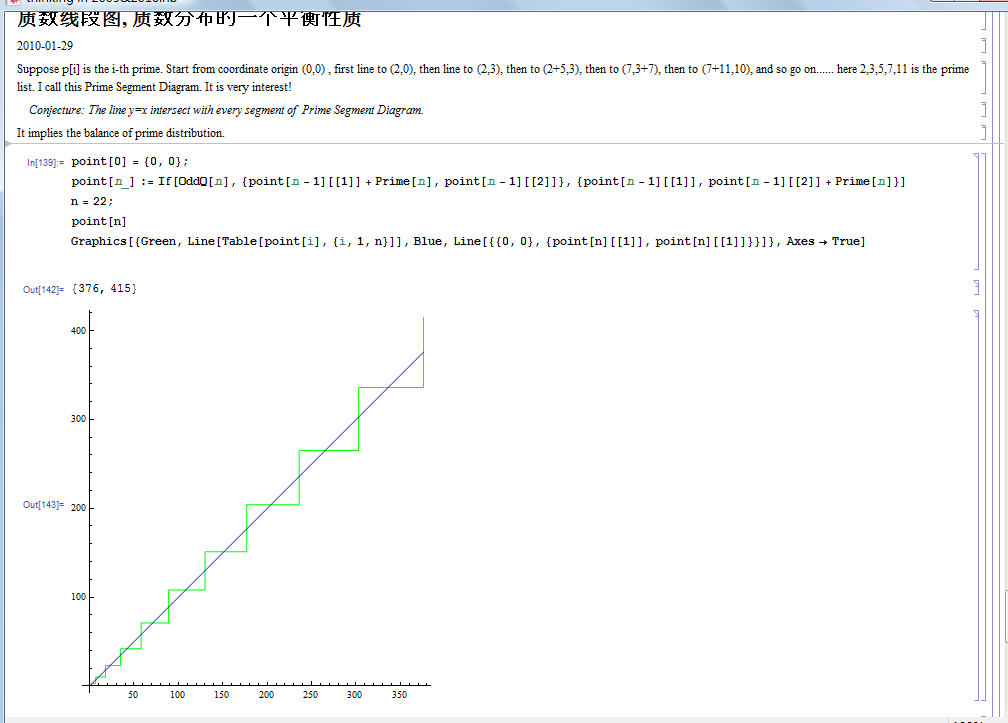 thinking in 2009&2010.nb
质数线段图, 质数分布的一个平衡性质
2010-01-29
Suppose p[i] is the i-th prime. Start from coordinate origin (0,0) , first line to (2,0), then line to (2,3), then to (2+5,3), then to (7,3+7), then to (7+11,10), and so go on...... here 2,3,5,7,11 is the prime
list. I call this Prime Segment Diagram. It is very interest!
Conjecture: The line y=x intersect with every segment of Prime Segment Diagram.
It implies the balance of prime distribution.
In[139]:= point[0] = {0, 0};
point[n_] := If[OddQ[n], {point[n - 1][[1]] + Prime[n], point[n - 1][[2]]}, {point[n - 1][[1]], point[n - 1][[2]] + Prime[n]}]
n = 22;
point[n]
Graphics[{Green, Line[Table[point[i], {i, 1, n}]], Blue, Line[{{0, 0}, {point[n][[1]], point[n][[1]]}}]}, Axes → True]
Out[142]= {376, 415}
400
300
Out[143]= 200
100
50 100 150 200 250 300 350